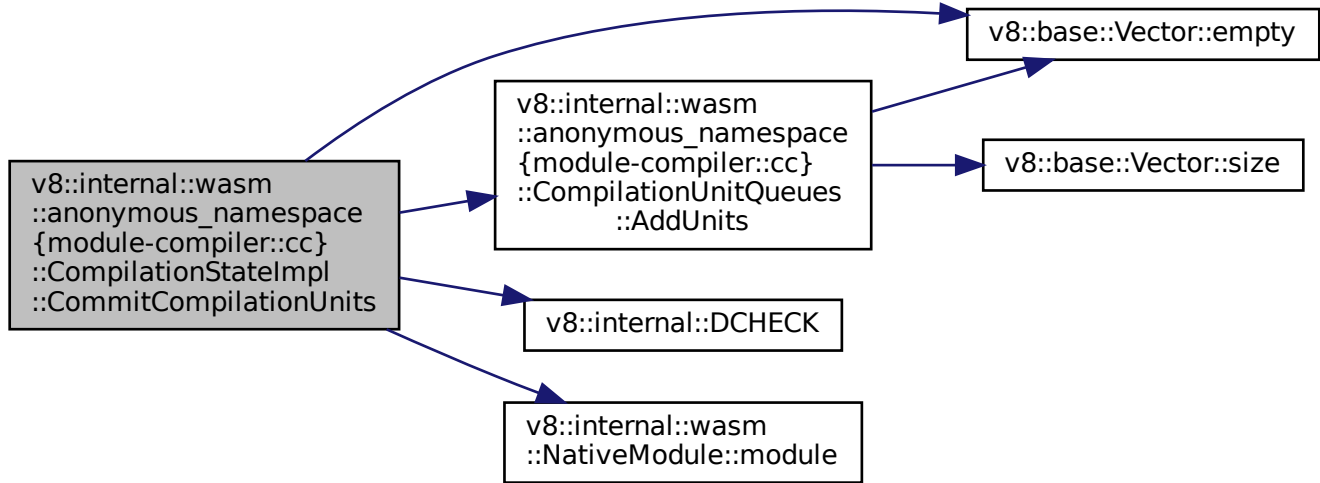 v8::internal::wasm
::anonymous_namespace
{module-compiler::cc}
::CompilationStateImpl
::CommitCompilationUnits
v8::base::Vector::empty
v8::internal::wasm
::anonymous_namespace
{module-compiler::cc}
::CompilationUnitQueues
::AddUnits
v8::base::Vector::size
v8::internal::DCHECK
v8::internal::wasm
::NativeModule::module